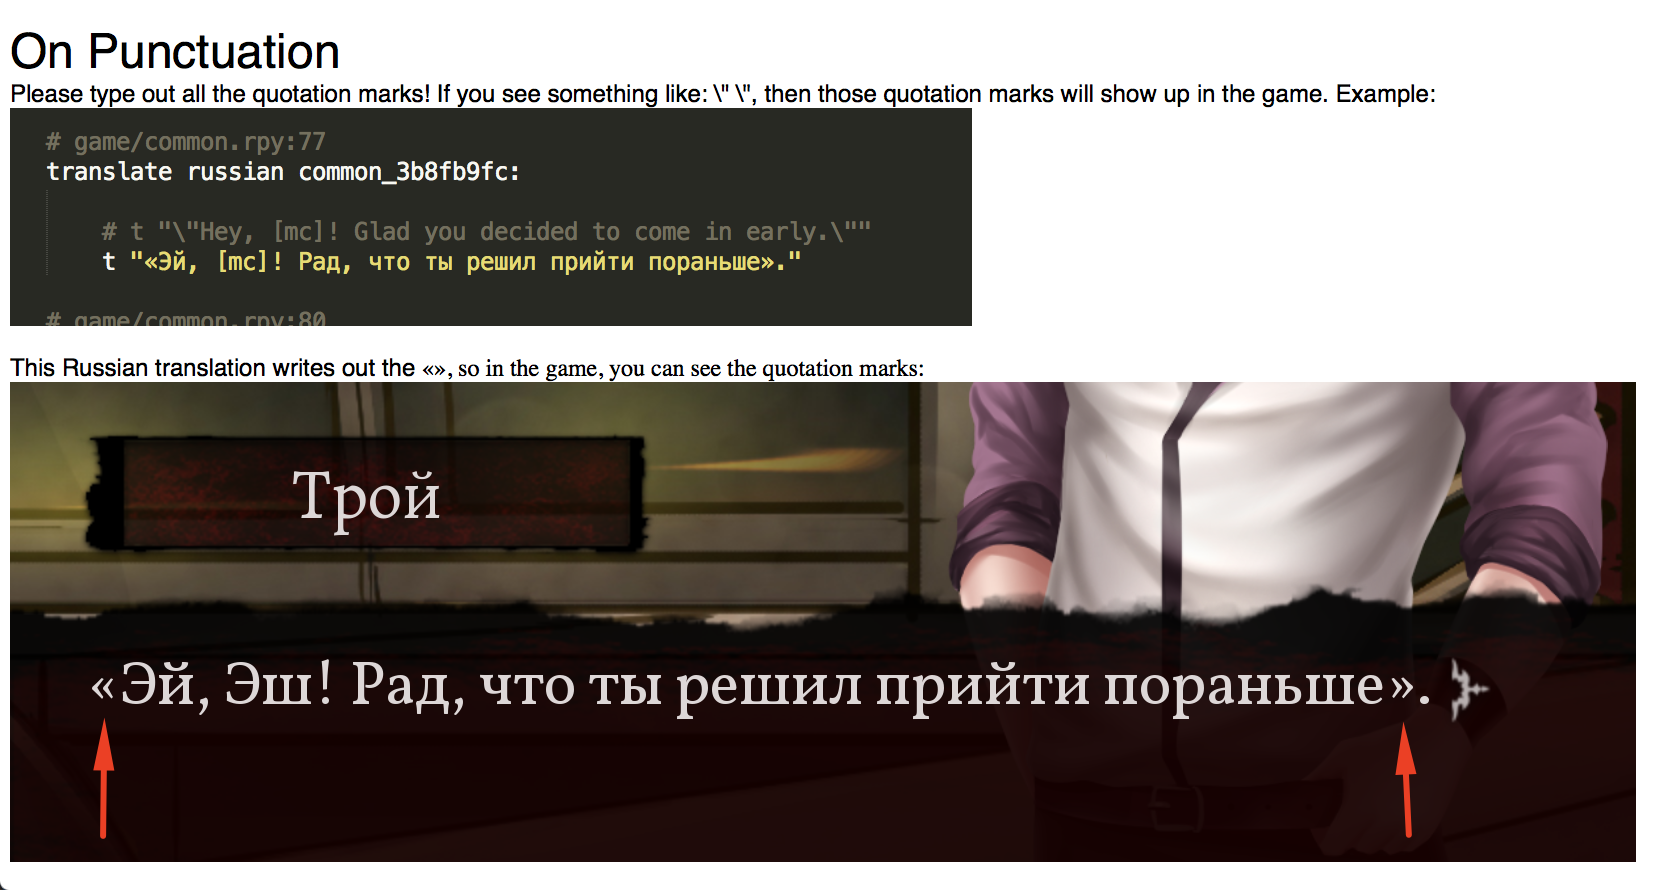 On Punctuation
Please type out all the quotation marks! If you see something like: \" \", then those quotation marks will show up in the game. Example:
# game/common.rpy:77
translate russian common_3b8fb9fc:
# t "\"Hey, [mc]! Glad you decided to come in early.\""
t "«Эй, [mc]! Рад, что ты решил прийти пораньше»."
# game/common.rpy:80
This Russian translation writes out the «», so in the game, you can see the quotation marks:
Трой
«Эй, Эш! Рад, что ты решил прийти пораньше».